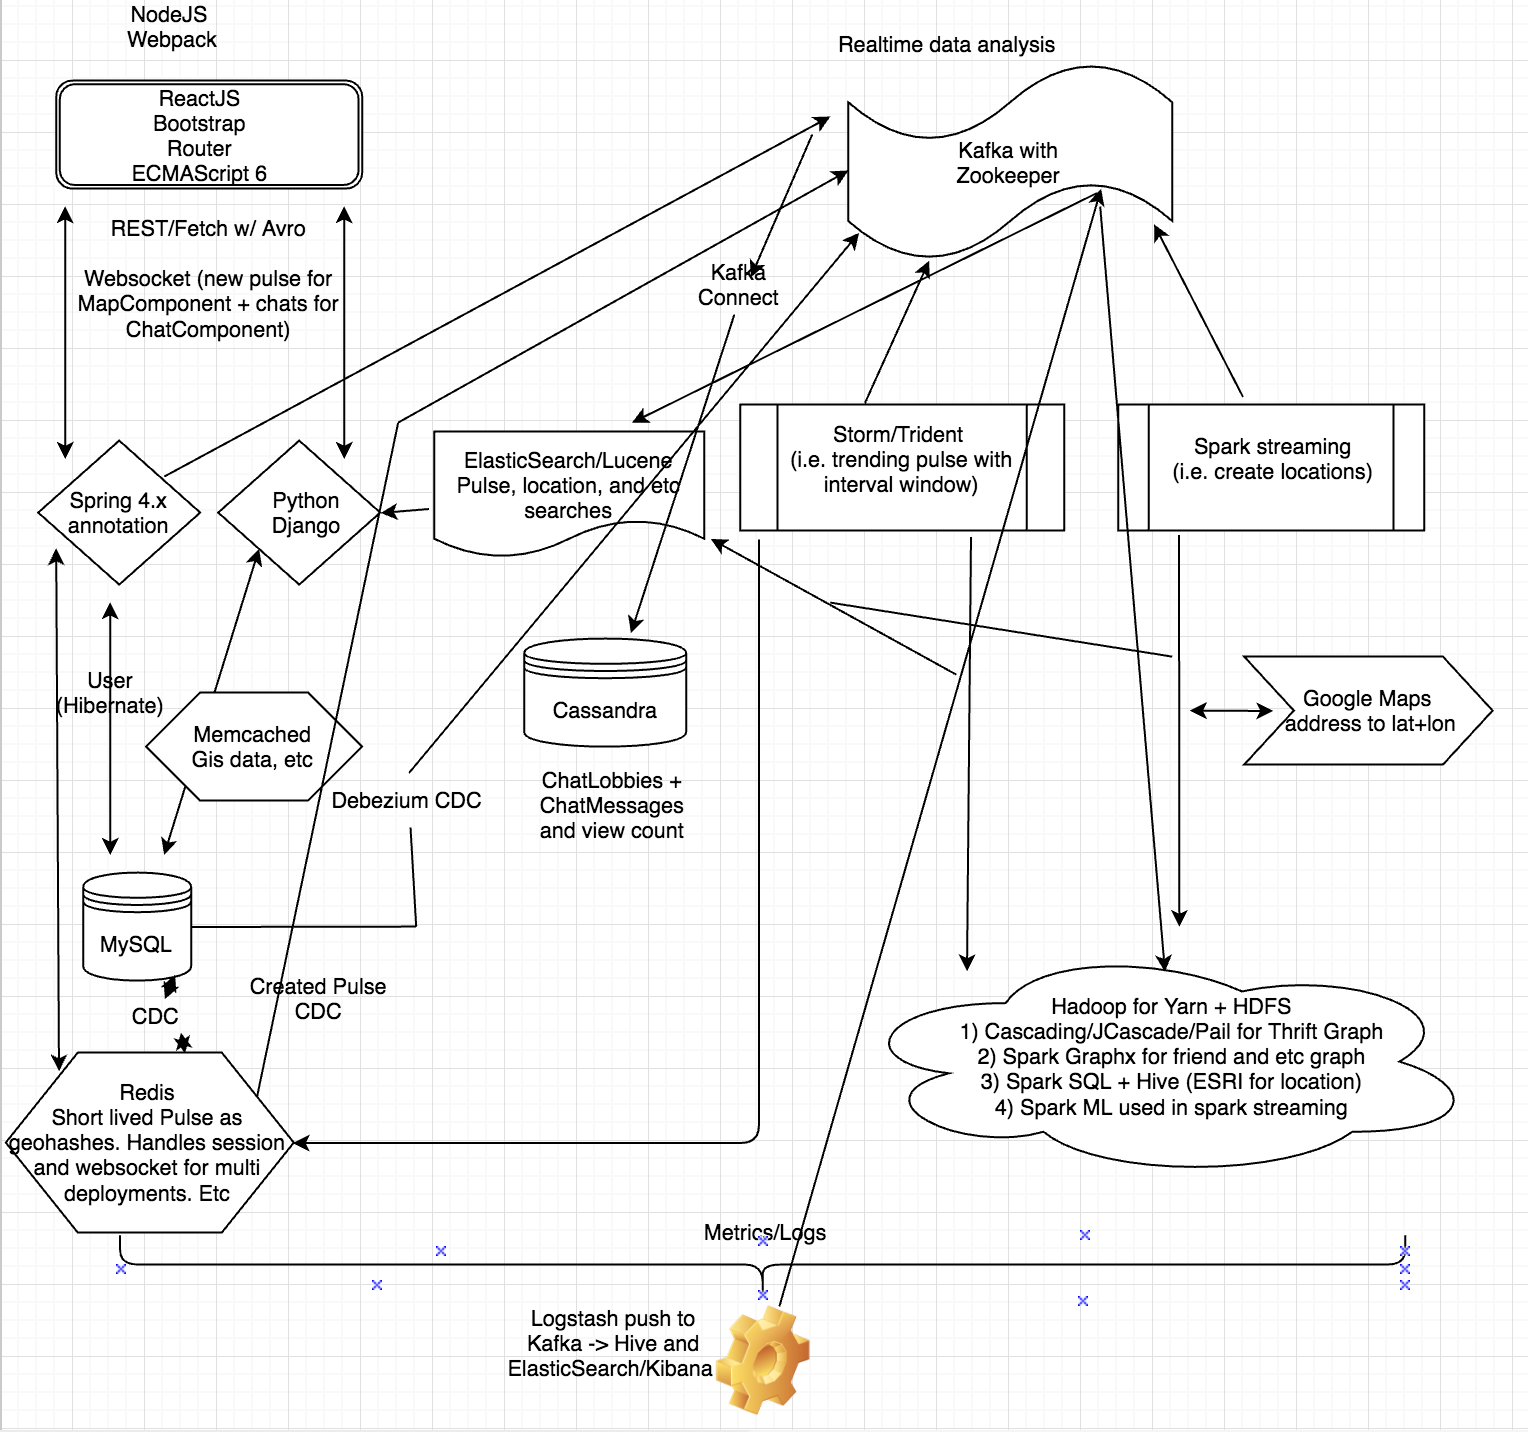 NodeJS
Webpack
Realtime data analysis
ReactJS
Bootstrap
Router
ECMAScript 6
Kafka with
Zookeeper
REST/Fetch w/ Avro
Websocket (new pulse for
MapComponent + chats for
ChatComponent)
Kafka
Connect
Spring 4.x
annotation
Python
Django
ElasticSearch/Lucene
Pulse, location, and etc
searches
Storm/Trident
(i.e. trending pulse with
interval window)
Spark streaming
(i.e. create locations)
User
(Hibernate)
Memcached
Gis data, etc
Cassandra
Google Maps
address to lat+lon
Debezium CDC
ChatLobbies +
ChatMessages
and view count
MySQL
CDC
Created Pulse
CDC
Hadoop for Yarn + HDFS
1) Cascading/JCascade/Pail for Thrift Graph
2) Spark Graphx for friend and etc graph
3) Spark SQL + Hive (ESRI for location)
4) Spark ML used in spark streaming
Redis
Short lived Pulse as
geohashes. Handles session
and websocket for multi
deployments. Etc
Metrics/Logs
Logstash push to
Kafka -> Hive and
ElasticSearch/Kibana